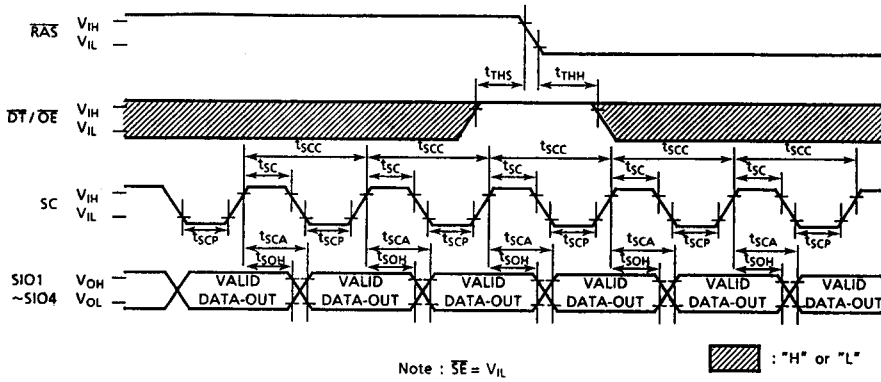 RAS VIH
VIL
tTHS tTHH
DT/OE VIH
VIL
tSCC tSCC tSCC tSCC tSCC
tSC tSC tSC tSC tSC
SC VIH
VIL
tSCP tSCP tSCP tSCP tSCP tSCP
tSCA tSCA tSCA tSCA tSCA
tSOH tSOH tSOH tSOH tSOH
SIO1 VOH VALID VALID VALID VALID VALID VALID
~SIO4 VOL DATA-OUT DATA-OUT DATA-OUT DATA-OUT DATA-OUT DATA-OUT
Note : SE = VIL
: "H" or "L"